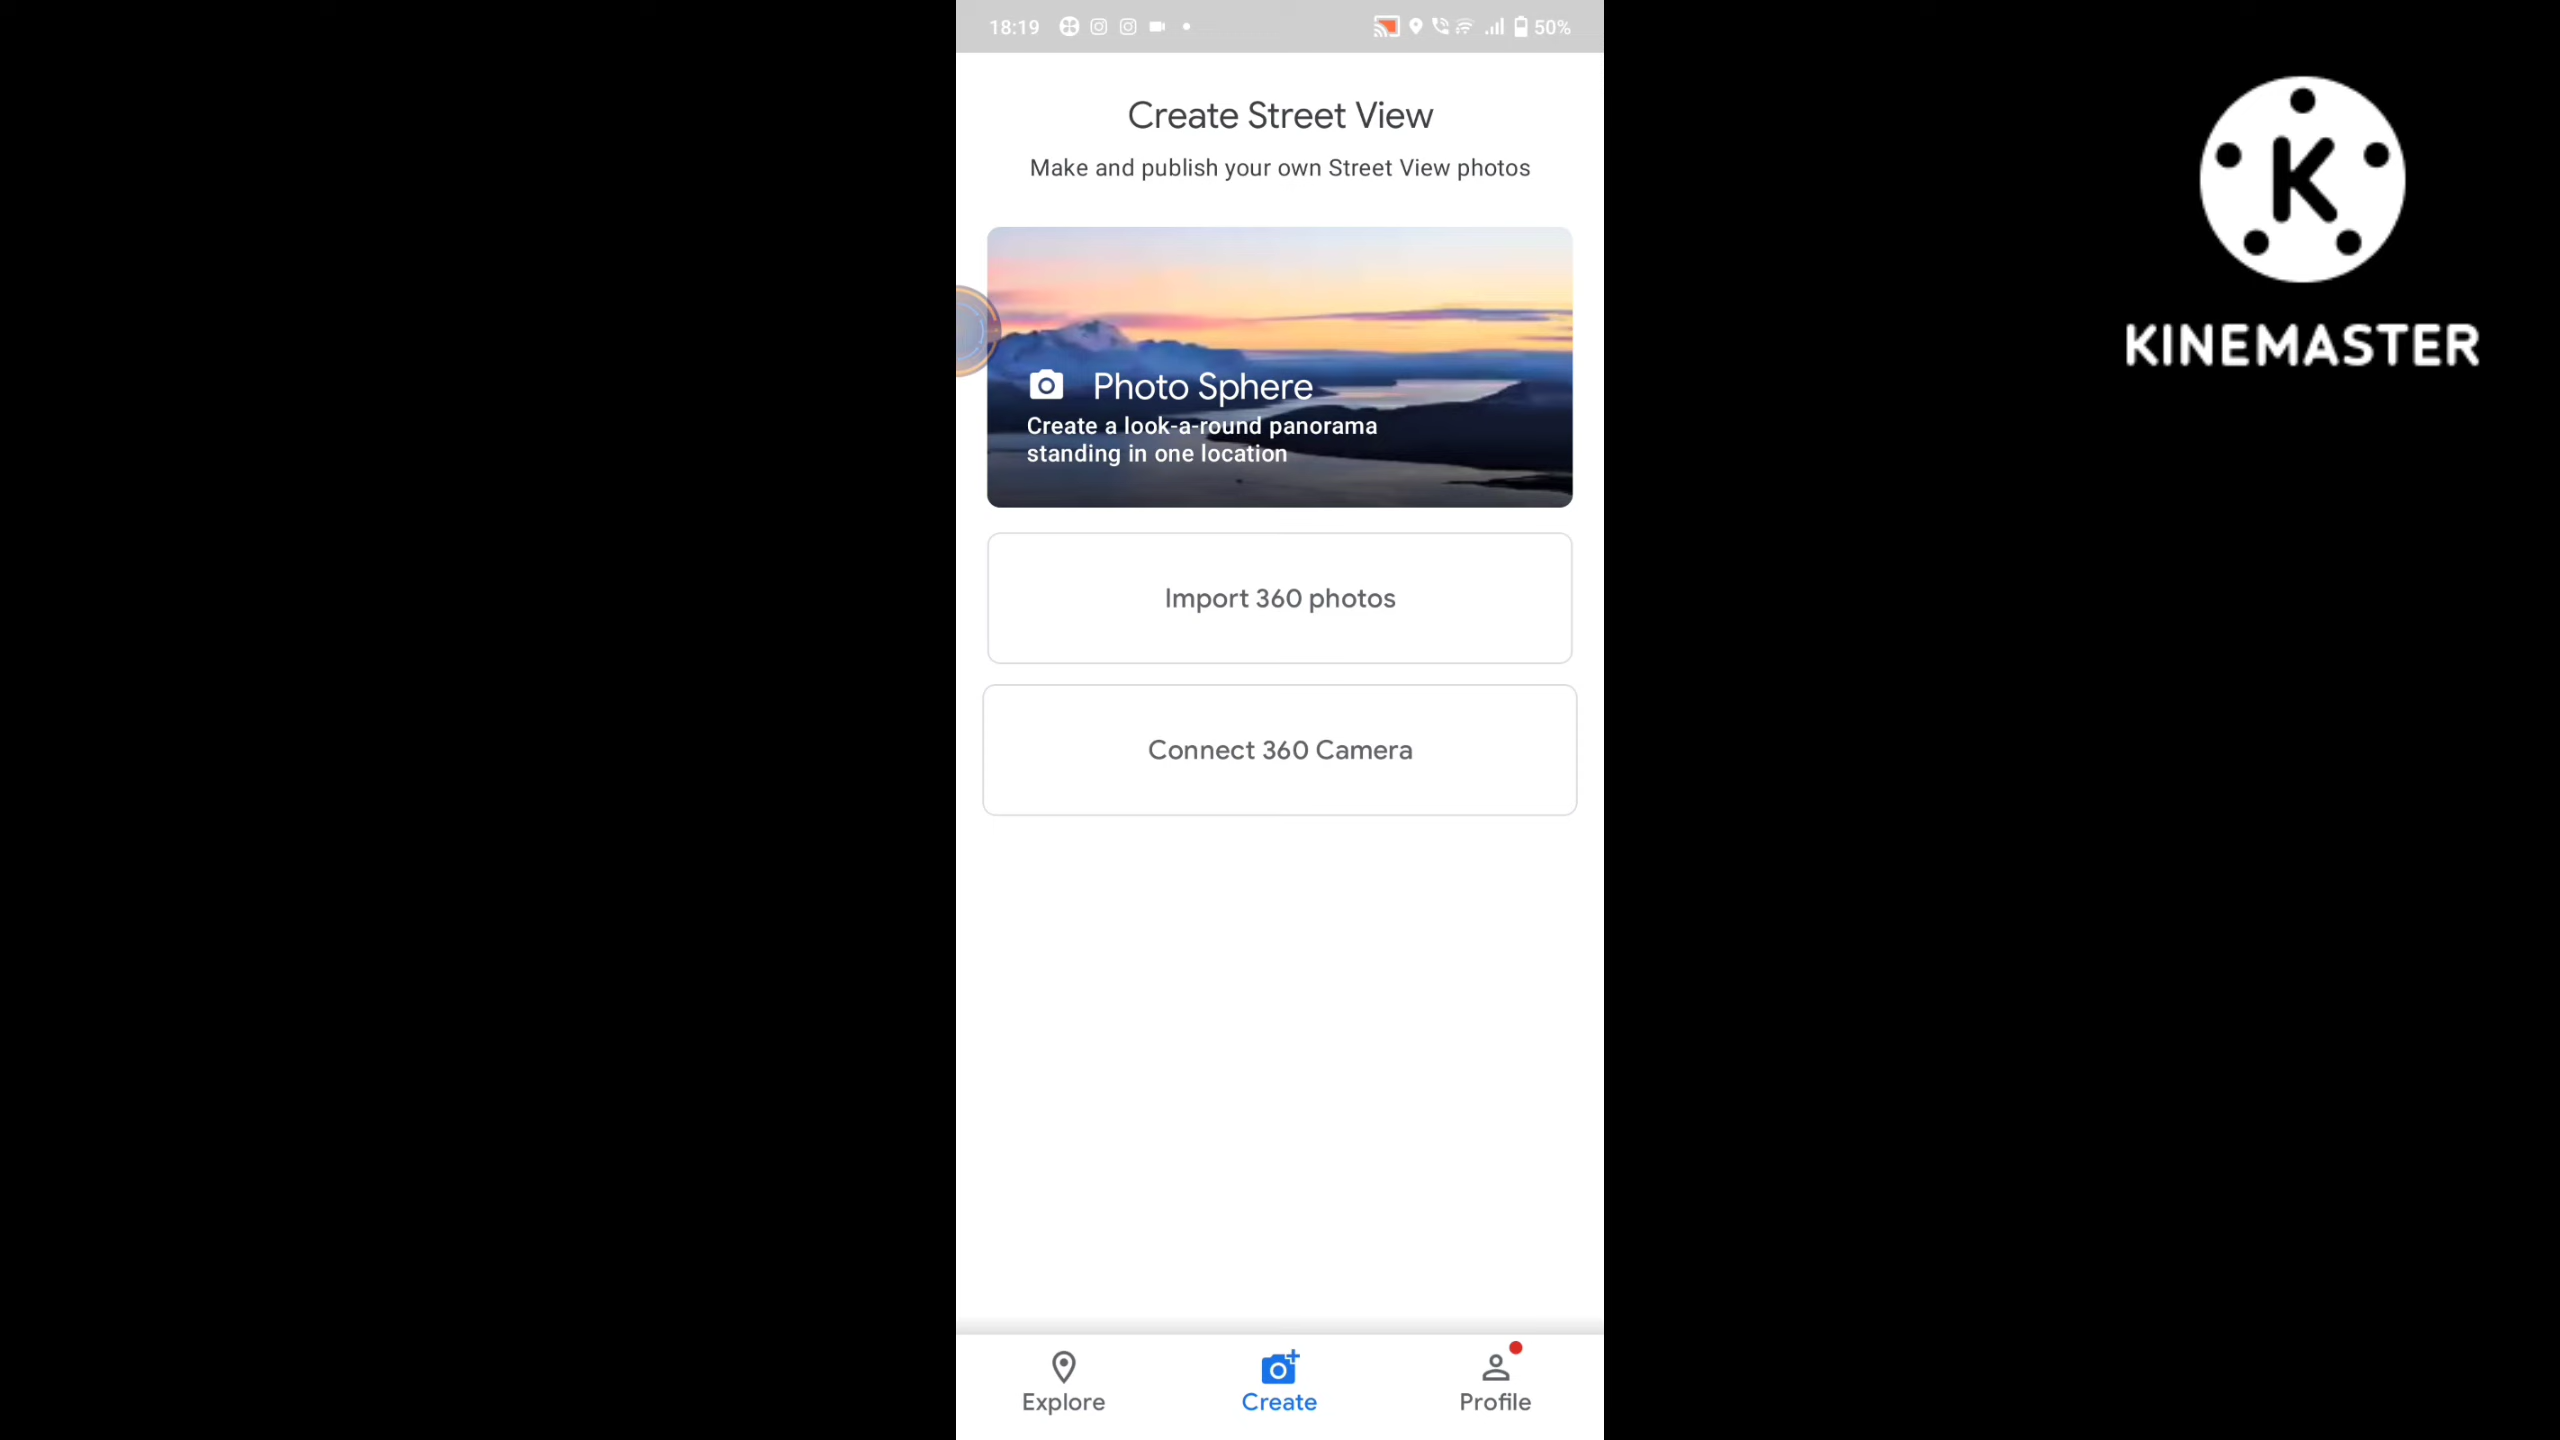 18:19
50%
Create Street View
Make and publish your own Street View photos
Photo Sphere
Create a look-a-round panorama
standing in one location
Import 360 photos
Connect 360 Camera
Explore
Create
Profile
K
KINEMASTER